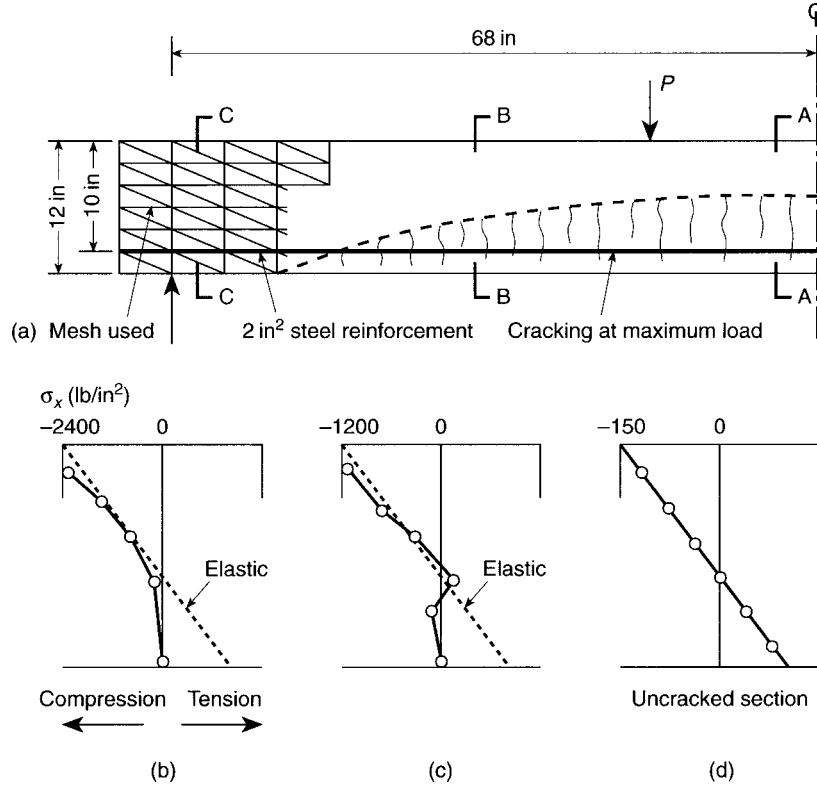 ℄
68 in
P
C B A
12 in
10 in
C B A
(a) Mesh used 2 in² steel reinforcement Cracking at maximum load
σx (lb/in²)
−2400 0 −1200 0 −150 0
Elastic Elastic
Compression Tension Uncracked section
(b) (c) (d)